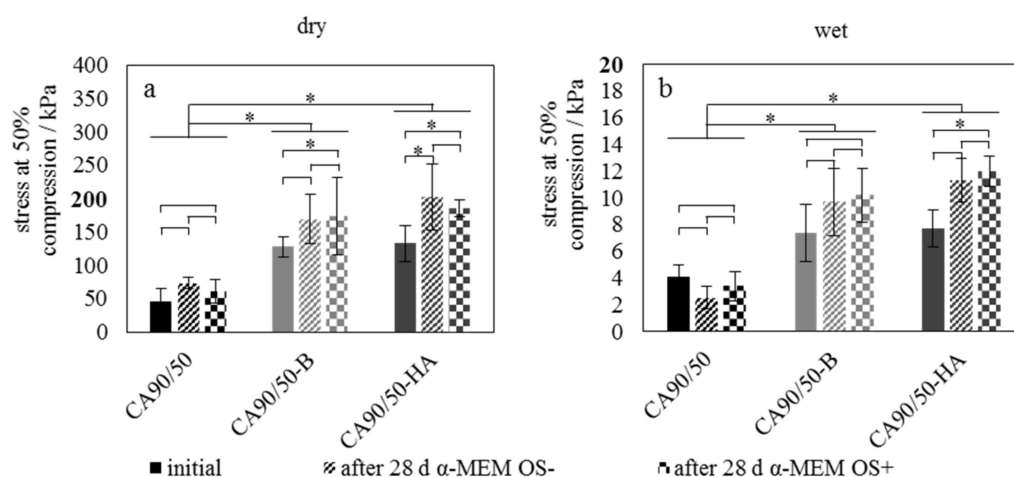 dry
wet
stress at 50%
compression / kPa
400
350
300
250
200
150
100
50
0
a
*
*
*
*
*
*
CA90/50
CA90/50-B
CA90/50-HA
stress at 50%
compression / kPa
20
18
16
14
12
10
8
6
4
2
0
b
*
*
*
CA90/50
CA90/50-B
CA90/50-HA
initial
after 28 d α-MEM OS-
after 28 d α-MEM OS+